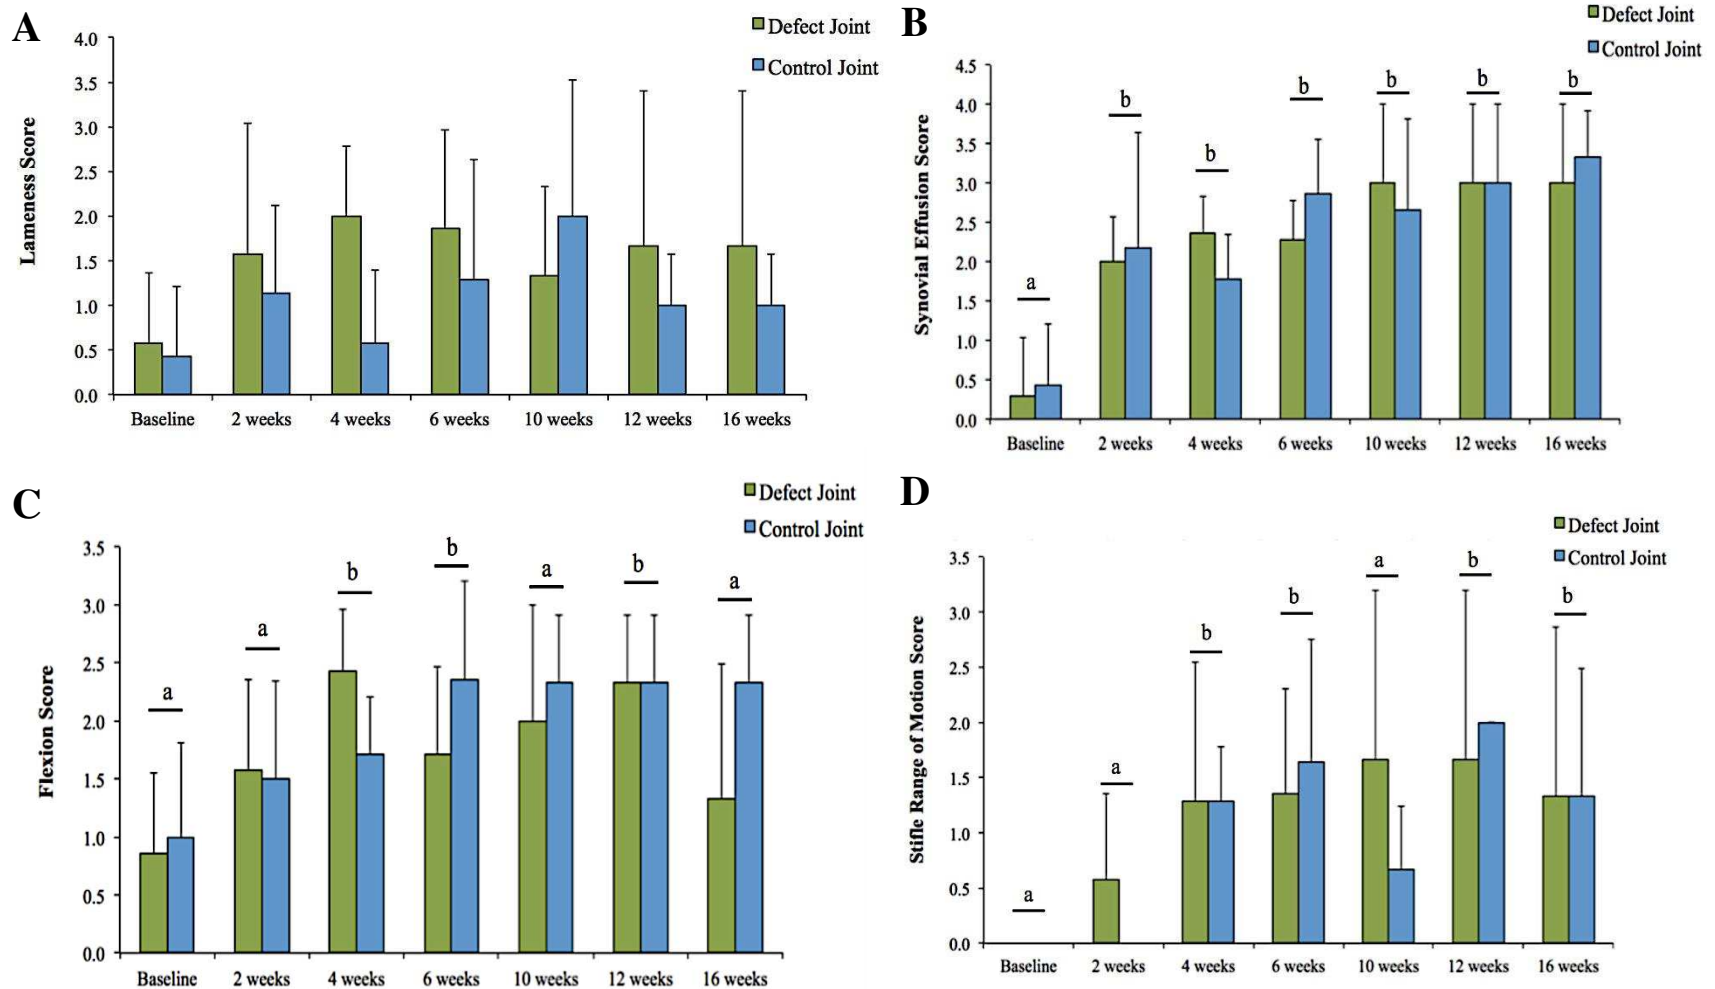 A
Defect Joint
Control Joint
Lameness Score
4.0
3.5
3.0
2.5
2.0
1.5
1.0
0.5
0.0
Baseline 2 weeks 4 weeks 6 weeks 10 weeks 12 weeks 16 weeks
B
Defect Joint
Control Joint
Synovial Effusion Score
4.5
4.0
3.5
3.0
2.5
2.0
1.5
1.0
0.5
0.0
a b b b b b b
Baseline 2 weeks 4 weeks 6 weeks 10 weeks 12 weeks 16 weeks
C
Defect Joint
Control Joint
Flexion Score
3.5
3.0
2.5
2.0
1.5
1.0
0.5
0.0
a a b b a b a
Baseline 2 weeks 4 weeks 6 weeks 10 weeks 12 weeks 16 weeks
D
Defect Joint
Control Joint
Stifle Range of Motion Score
3.5
3.0
2.5
2.0
1.5
1.0
0.5
0.0
a a b b a b b
Baseline 2 weeks 4 weeks 6 weeks 10 weeks 12 weeks 16 weeks